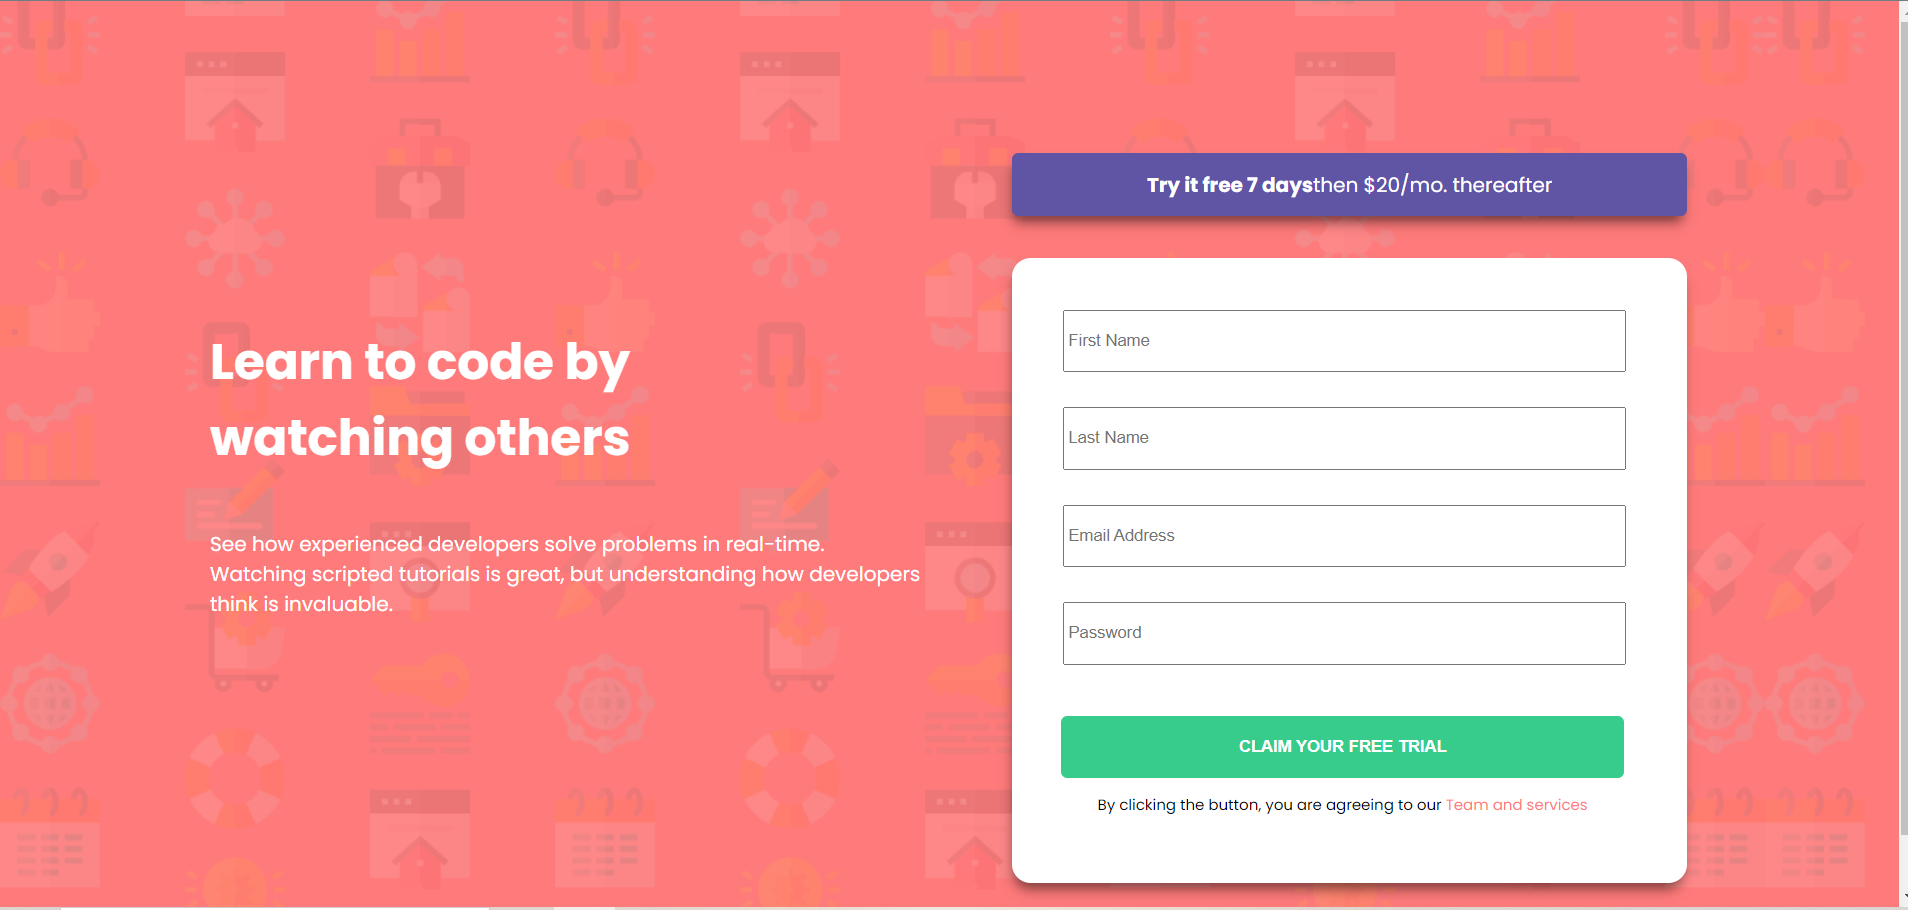 Learn to code by
watching others
See how experienced developers solve problems in real-time.
Watching scripted tutorials is great, but understanding how developers
think is invaluable.
Try it free 7 daysthen $20/mo. thereafter
First Name
Last Name
Email Address
Password
CLAIM YOUR FREE TRIAL
By clicking the button, you are agreeing to our Team and services